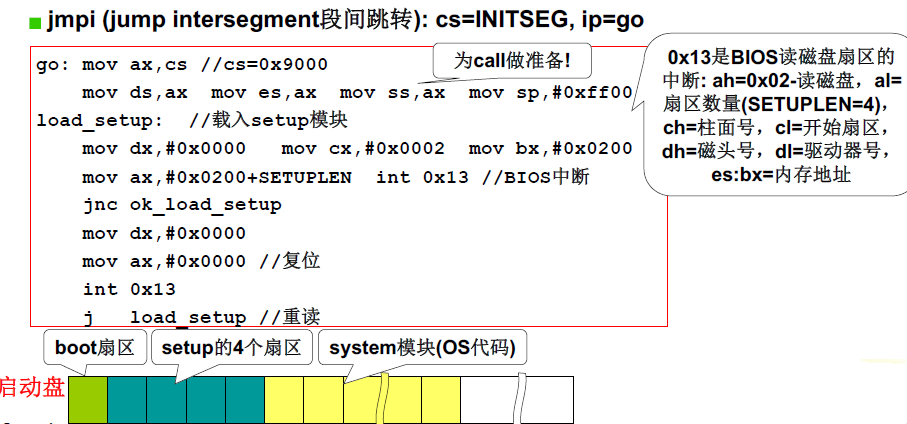 jmpi (jump intersegment段间跳转): cs=INITSEG, ip=go
go: mov ax,cs //cs=0x9000
为call做准备!
mov ds,ax mov es,ax mov ss,ax mov sp,#0xff00
load_setup: //载入setup模块
mov dx,#0x0000 mov cx,#0x0002 mov bx,#0x0200
mov ax,#0x0200+SETUPLEN int 0x13 //BIOS中断
jnc ok_load_setup
mov dx,#0x0000
mov ax,#0x0000 //复位
int 0x13
j load_setup //重读
0x13是BIOS读磁盘扇区的
中断: ah=0x02-读磁盘，al=
扇区数量(SETUPLEN=4)，
ch=柱面号，cl=开始扇区，
dh=磁头号，dl=驱动器号，
es:bx=内存地址
boot扇区 setup的4个扇区 system模块(OS代码)
启动盘